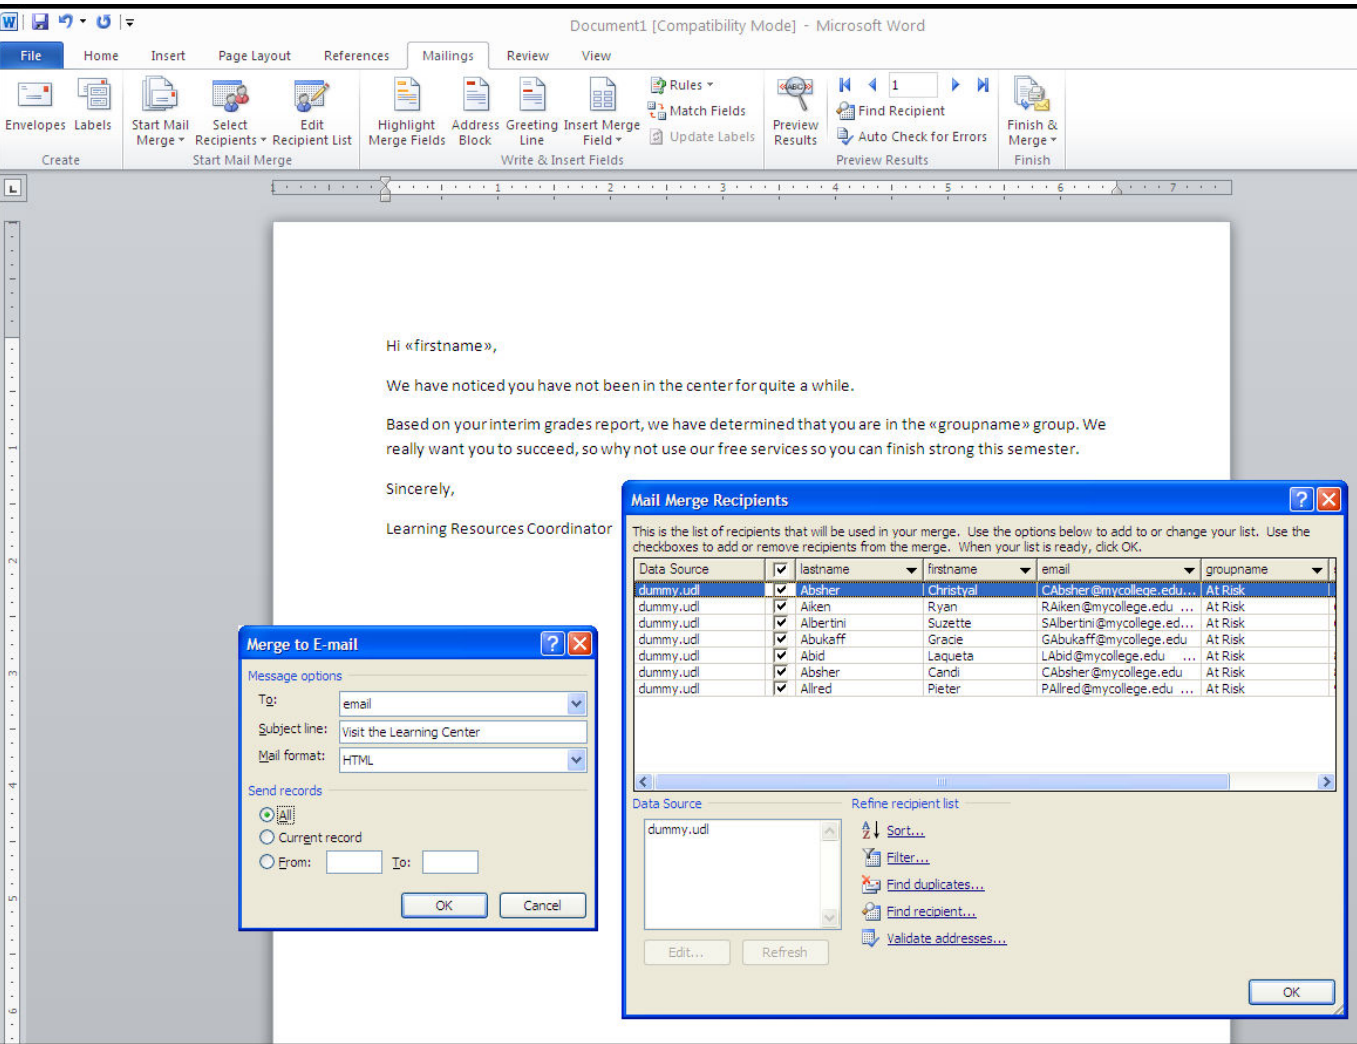 Document1 [Compatibility Mode] - Microsoft Word
File Home Insert Page Layout References Mailings Review View
Envelopes Labels Start Mail Merge Select Recipients Edit Recipient List Highlight Merge Fields Address Block Greeting Line Insert Merge Field Rules Match Fields Update Labels Preview Results 1 Find Recipient Auto Check for Errors Finish & Merge
Create Start Mail Merge Write & Insert Fields Preview Results Finish
1 1 2 3 4 5 6 7
Hi «firstname»,
We have noticed you have not been in the center for quite a while.
Based on your interim grades report, we have determined that you are in the «groupname» group. We
really want you to succeed, so why not use our free services so you can finish strong this semester.
Sincerely,
Learning Resources Coordinator
Mail Merge Recipients
This is the list of recipients that will be used in your merge. Use the options below to add to or change your list. Use the
checkboxes to add or remove recipients from the merge. When your list is ready, click OK.
Data Source lastname firstname email groupname
dummy.udl Absher Christyal CAbsher@mycollege.edu... At Risk
dummy.udl Aiken Ryan RAiken@mycollege.edu ... At Risk
dummy.udl Albertini Suzette SAlbertini@mycollege.ed... At Risk
dummy.udl Abukaff Gracie GAbukaff@mycollege.edu At Risk
dummy.udl Abid Laqueta LAbid@mycollege.edu ... At Risk
dummy.udl Absher Candi CAbsher@mycollege.edu At Risk
dummy.udl Allred Pieter PAllred@mycollege.edu ... At Risk
Data Source
dummy.udl
Edit... Refresh
Refine recipient list
Sort...
Filter...
Find duplicates...
Find recipient...
Validate addresses...
OK
Merge to E-mail
Message options
To: email
Subject line: Visit the Learning Center
Mail format: HTML
Send records
All
Current record
From: To:
OK Cancel